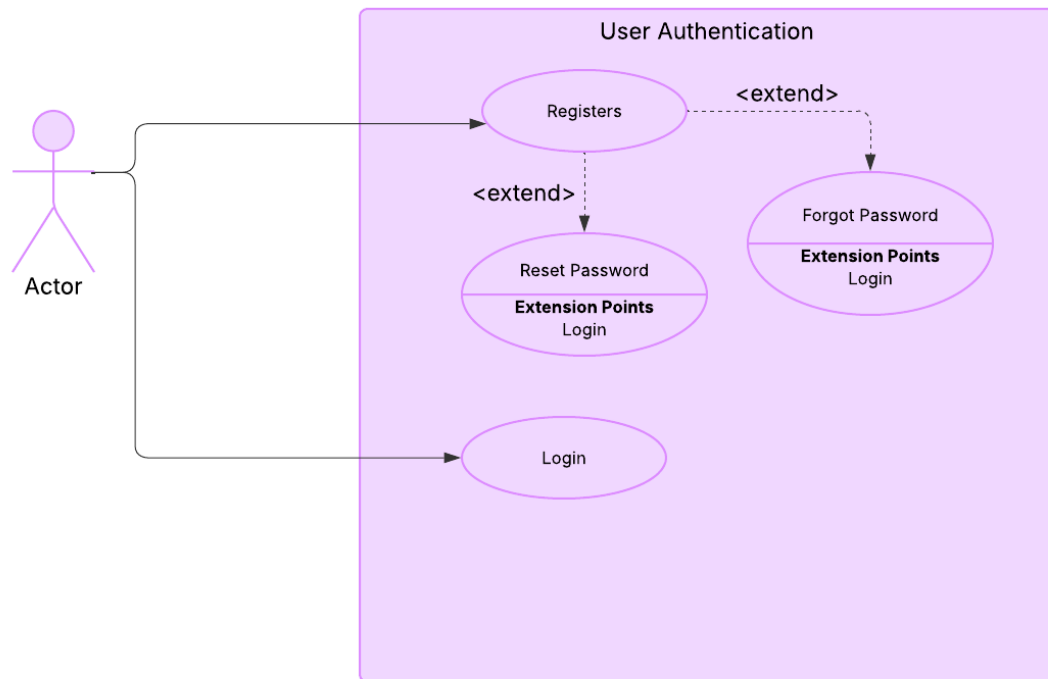 User Authentication
Registers
<extend>
<extend>
Forgot Password
Extension Points
Login
Reset Password
Extension Points
Login
Actor
Login